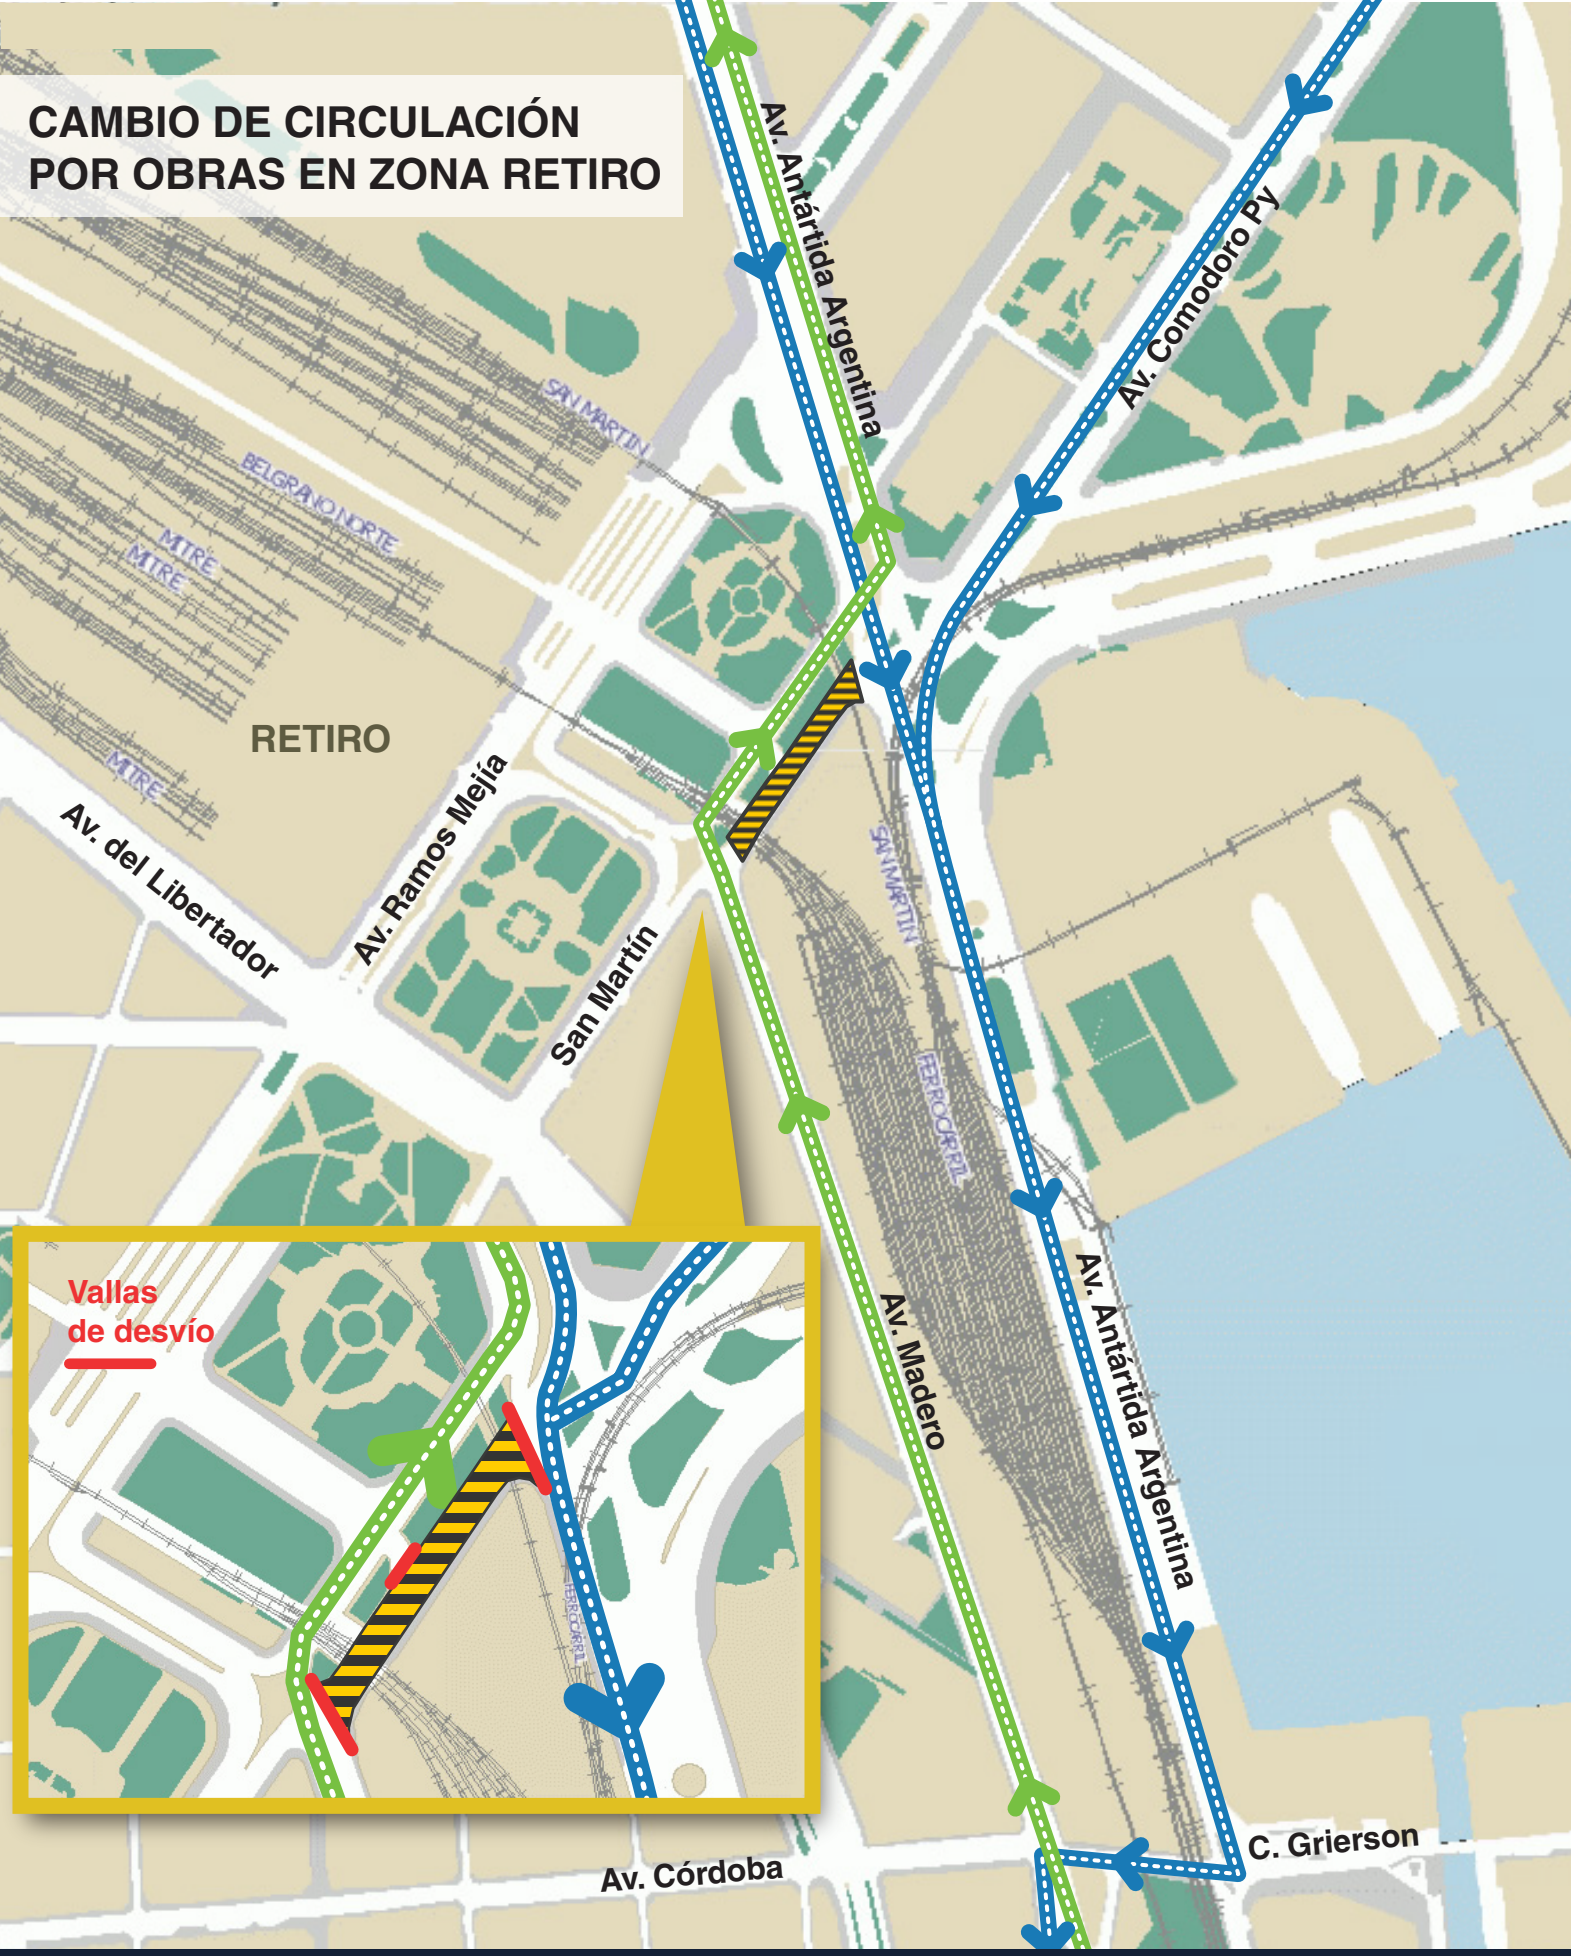 CAMBIO DE CIRCULACIÓN
POR OBRAS EN ZONA RETIRO
Av. Antártida Argentina
Av. Comodoro Py
SAN MARTIN
BELGRANO NORTE
MITRE
MITRE
RETIRO
MITRE
Av. Ramos Mejía
Av. del Libertador
SAN MARTIN
San Martín
FERROCARRIL
Vallas
de desvío
Av. Madero
Av. Antártida Argentina
FERROCARRIL
C. Grierson
Av. Córdoba